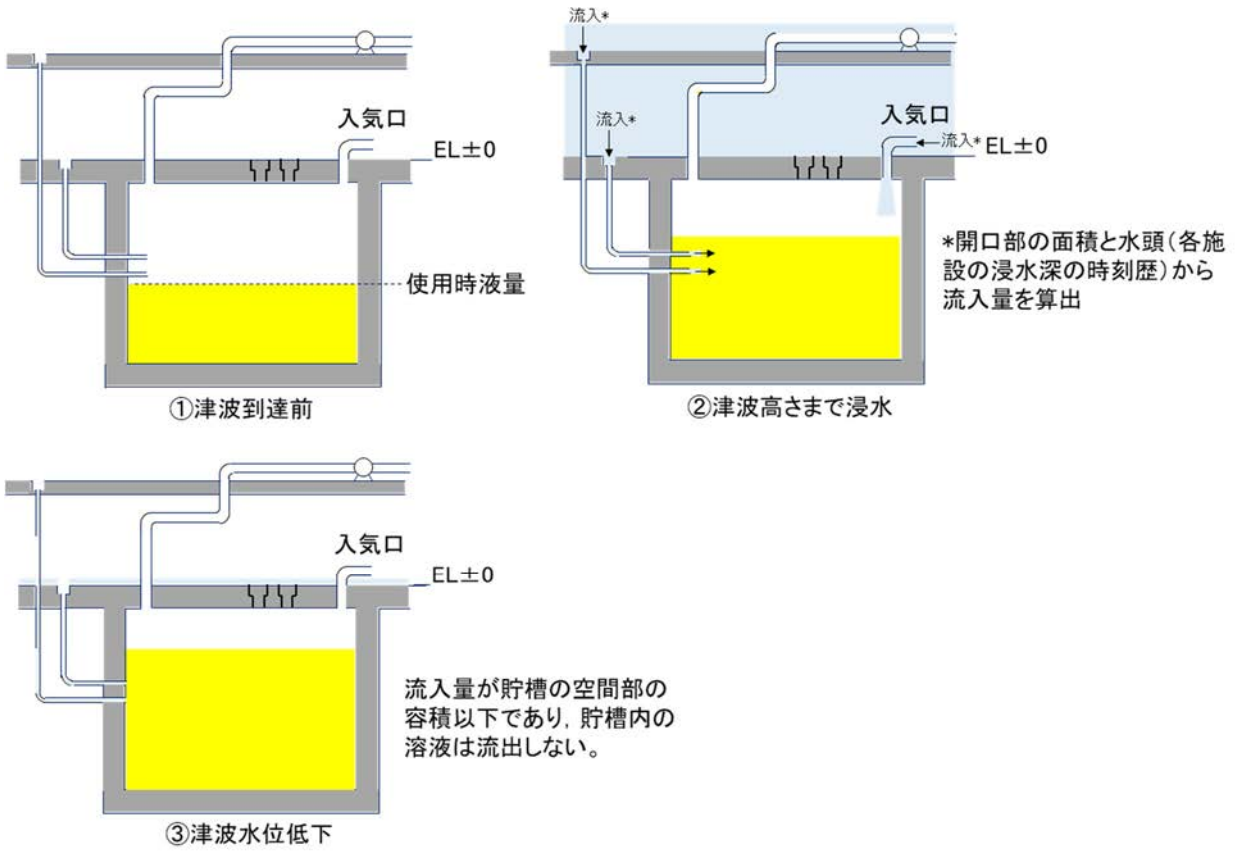 入気口
EL±0
使用時液量
①津波到達前
流入*
流入*
入気口
流入* EL±0
*開口部の面積と水頭(各施
設の浸水深の時刻歴)から
流入量を算出
②津波高さまで浸水
入気口
EL±0
流入量が貯槽の空間部の
容積以下であり, 貯槽内の
溶液は流出しない。
③津波水位低下